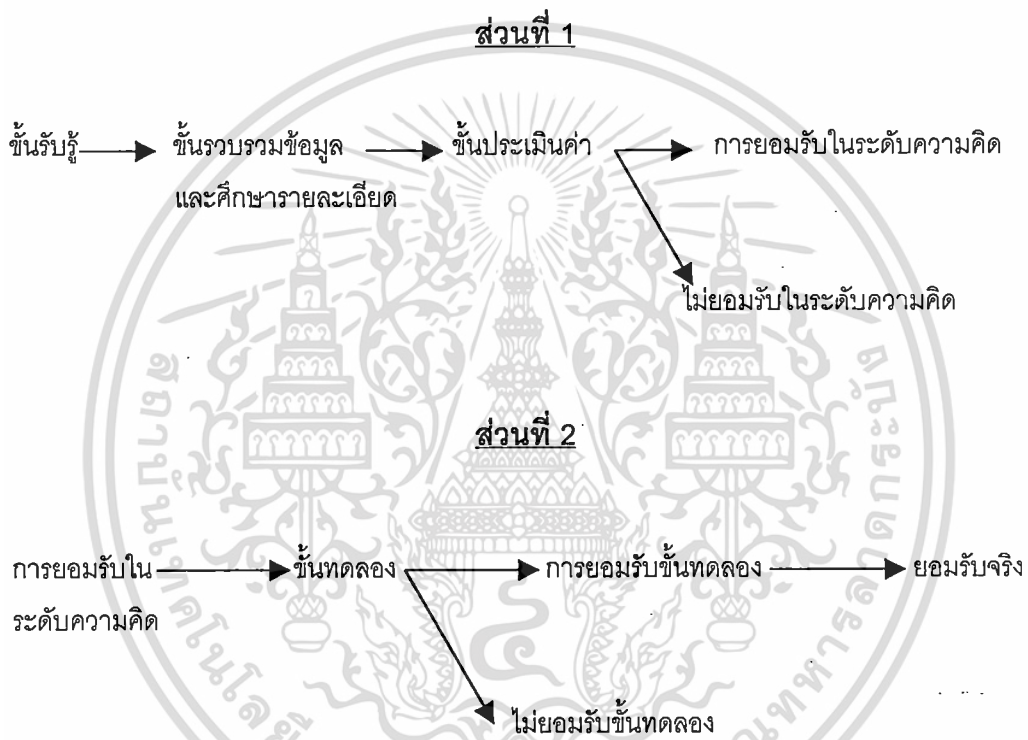 ส่วนที่ 1
ขั้นรับรู้ ขั้นรวบรวมข้อมูล ขั้นประเมินค่า การยอมรับในระดับความคิด
และศึกษารายละเอียด
ไม่ยอมรับในระดับความคิด
ส่วนที่ 2
การยอมรับใน ขั้นทดลอง การยอมรับขั้นทดลอง ยอมรับจริง
ระดับความคิด
ไม่ยอมรับขั้นทดลอง